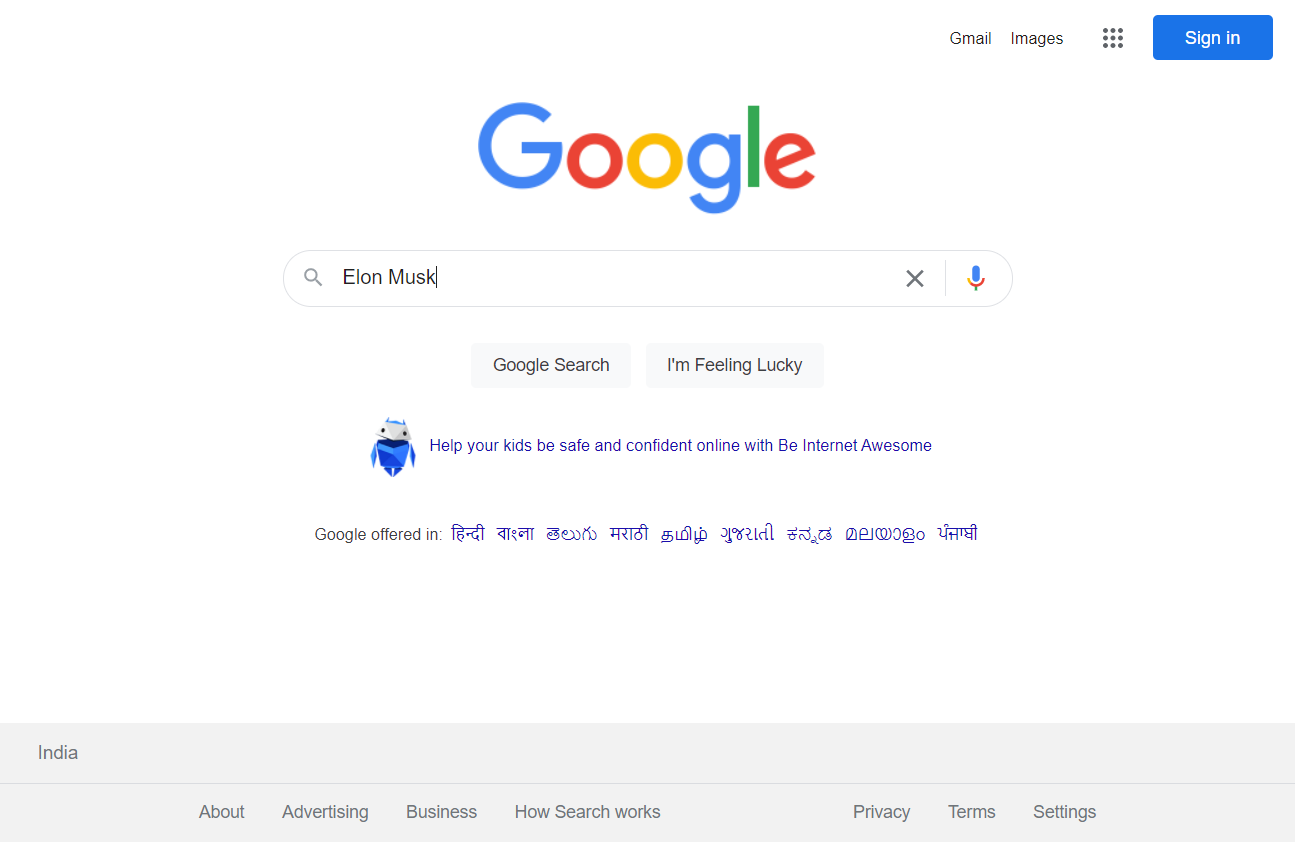 Gmail Images Sign in
Google
Elon Musk
Google Search I'm Feeling Lucky
Help your kids be safe and confident online with Be Internet Awesome
Google offered in: हिन्दी বাংলা తెలుగు मराठी தமிழ் ગુજરાતી ಕನ್ನಡ മലയാളം ਪੰਜਾਬੀ
India
About Advertising Business How Search works Privacy Terms Settings